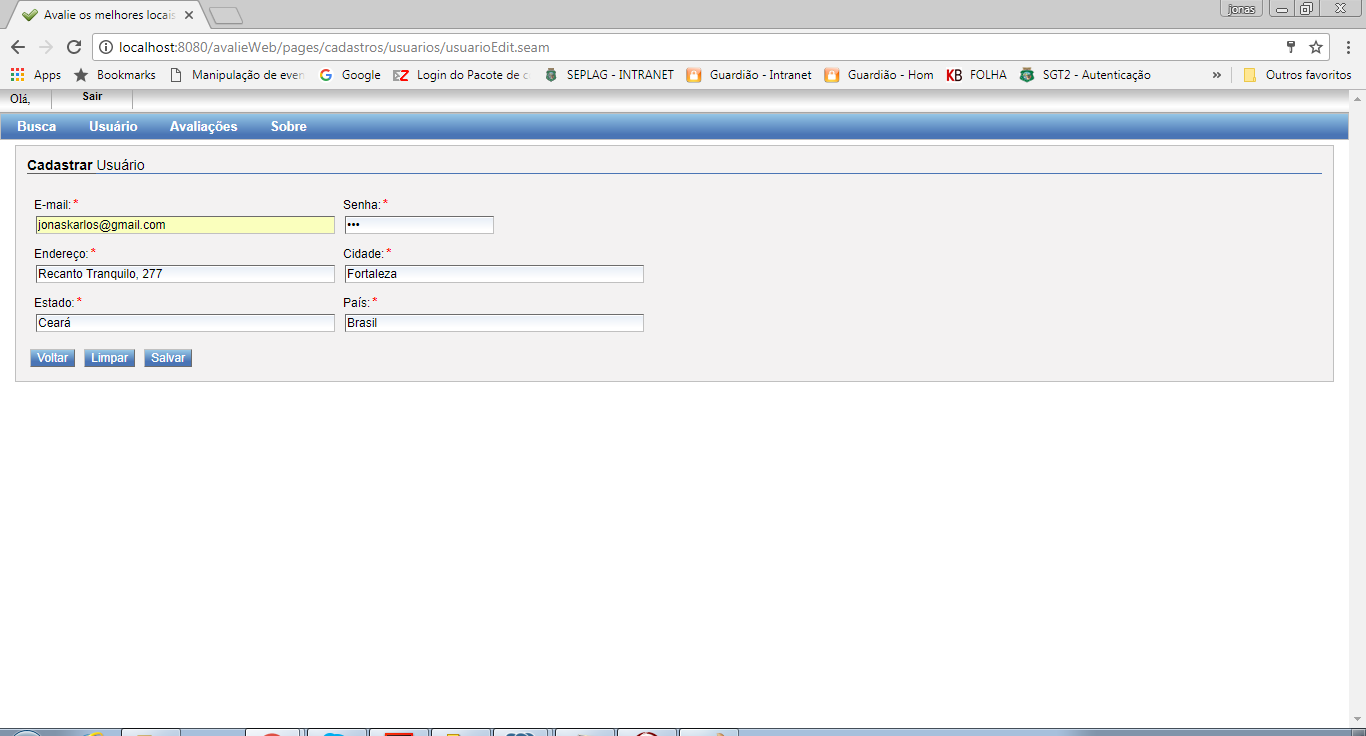 Avalie os melhores locais
jonas
localhost:8080/avalieWeb/pages/cadastros/usuarios/usuarioEdit.seam
Apps Bookmarks Manipulação de even Google Login do Pacote de c SEPLAG - INTRANET Guardião - Intranet Guardião - Hom KB FOLHA SGT2 - Autenticação » Outros favoritos
Olá, Sair
Busca Usuário Avaliações Sobre
Cadastrar Usuário
E-mail:* Senha:*
jonaskarlos@gmail.com •••
Endereço:* Cidade:*
Recanto Tranquilo, 277 Fortaleza
Estado:* País:*
Ceará Brasil
Voltar Limpar Salvar